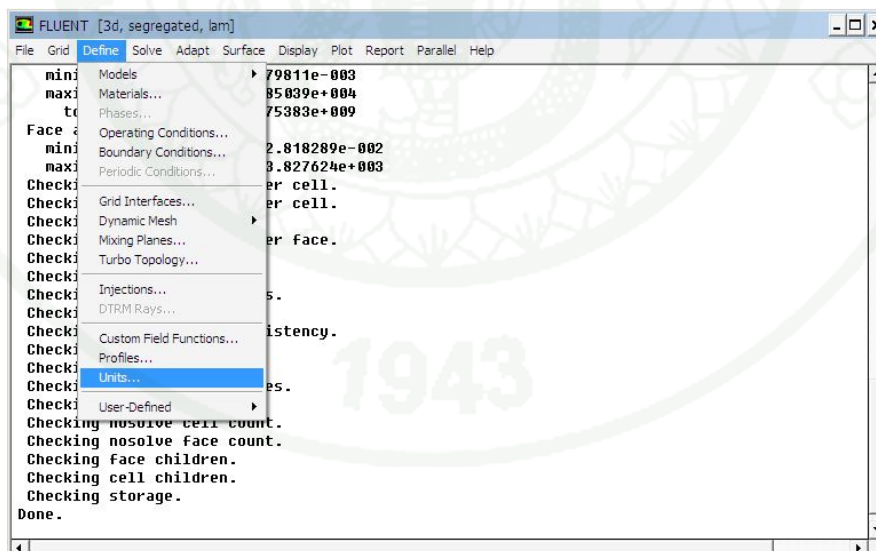 FLUENT [3d, segregated, lam]
File Grid Define Solve Adapt Surface Display Plot Report Parallel Help
Models
Materials...
Phases...
Operating Conditions...
Boundary Conditions...
Periodic Conditions...
Grid Interfaces...
Dynamic Mesh
Mixing Planes...
Turbo Topology...
Injections...
DTRM Rays...
Custom Field Functions...
Profiles...
Units...
User-Defined
mini 79811e-003
maxi 85039e+004
to 75383e+009
Face a
mini 2.818289e-002
maxi 3.827624e+003
Checki er cell.
Checki er cell.
Checki
Checki er face.
Checki
Checki
Checki s.
Checki
Checki istency.
Checki
Checki
Checki es.
Checki
Checking nosolve cell count.
Checking nosolve face count.
Checking face children.
Checking cell children.
Checking storage.
Done.
1943